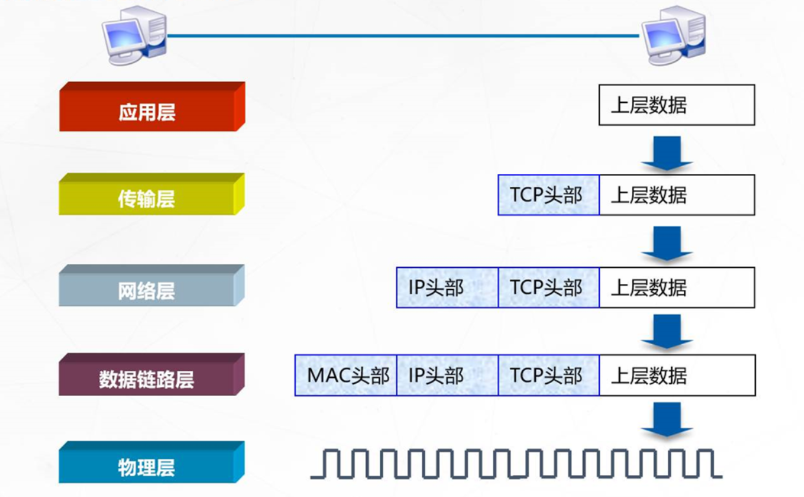 应用层
上层数据
传输层
TCP头部
上层数据
网络层
IP头部
TCP头部
上层数据
数据链路层
MAC头部
IP头部
TCP头部
上层数据
物理层